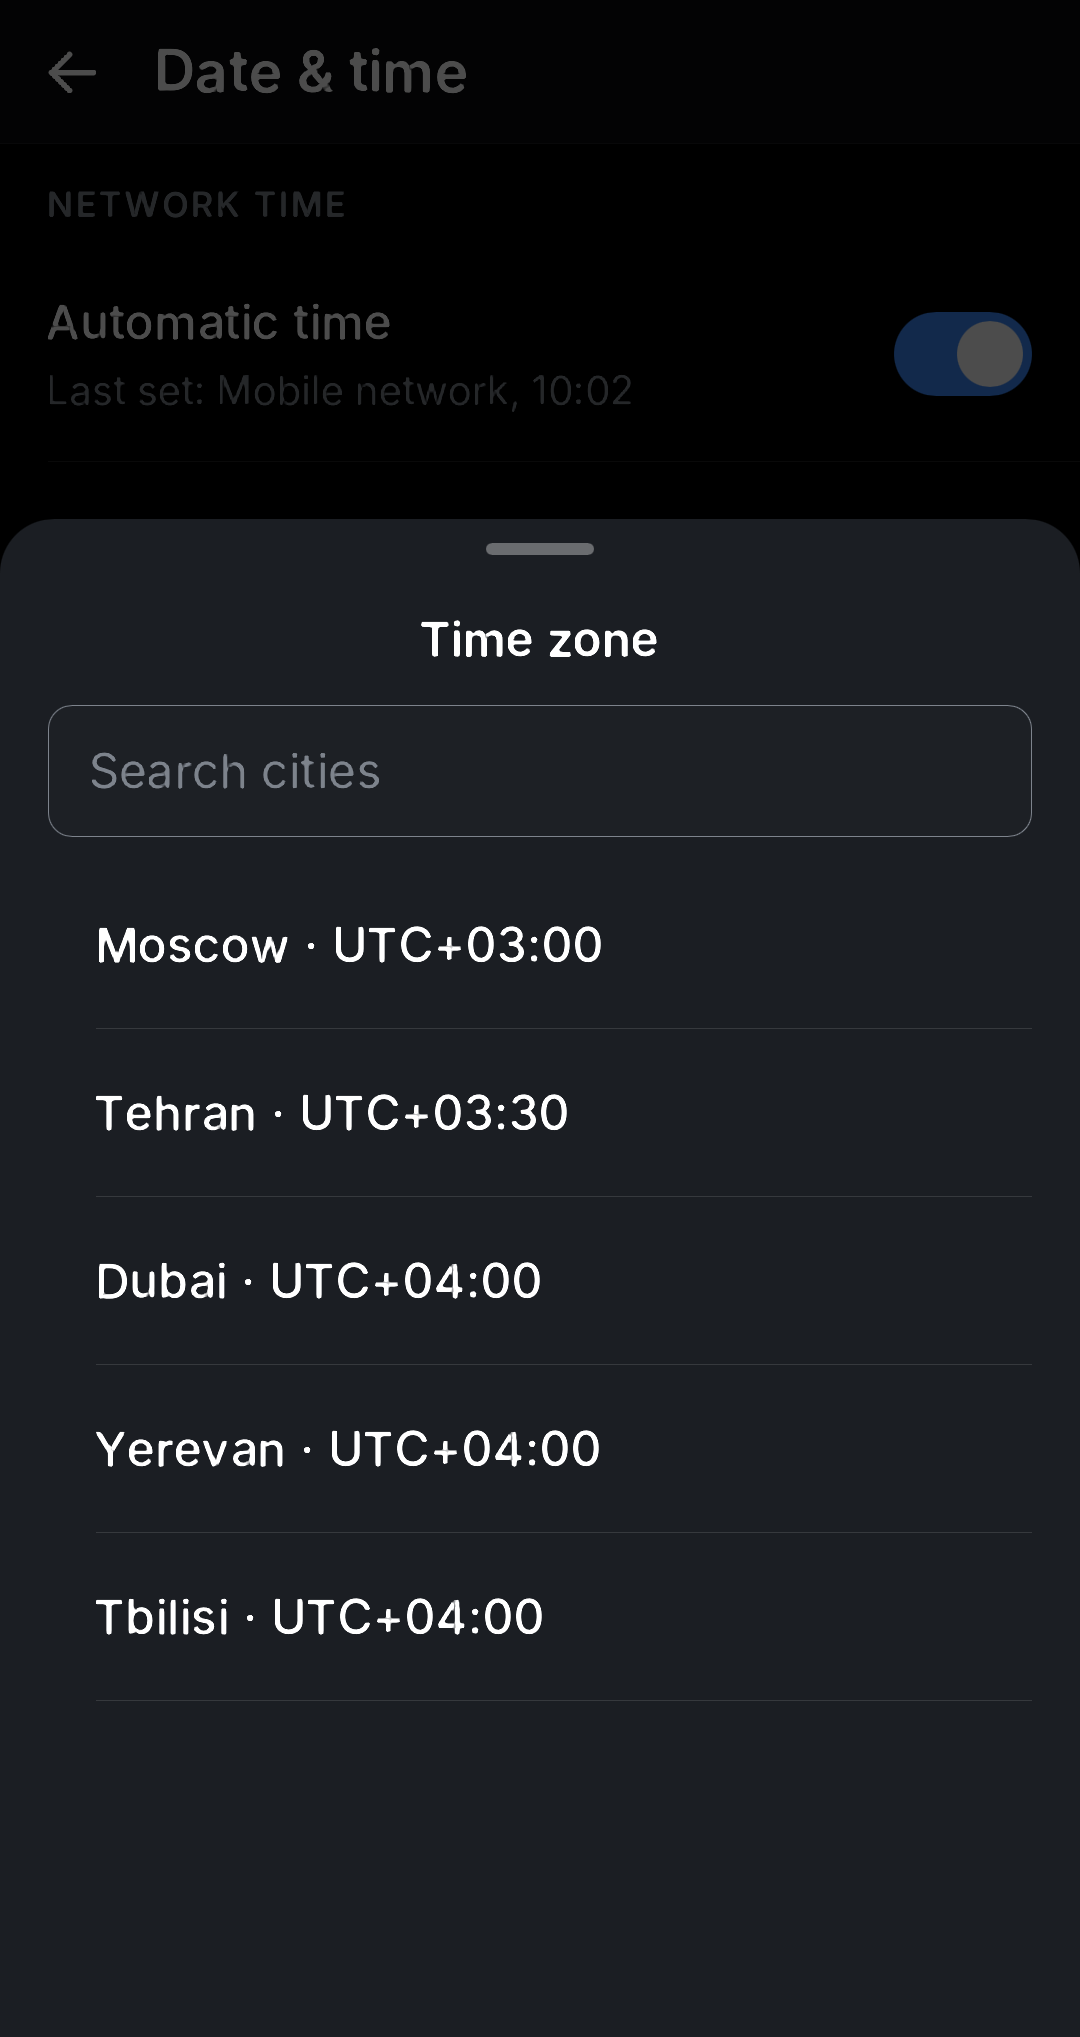 Date & time
NETWORK TIME
Automatic time
Last set: Mobile network, 10:02
Time zone
Search cities
Moscow · UTC+03:00
Tehran · UTC+03:30
Dubai · UTC+04:00
Yerevan · UTC+04:00
Tbilisi · UTC+04:00